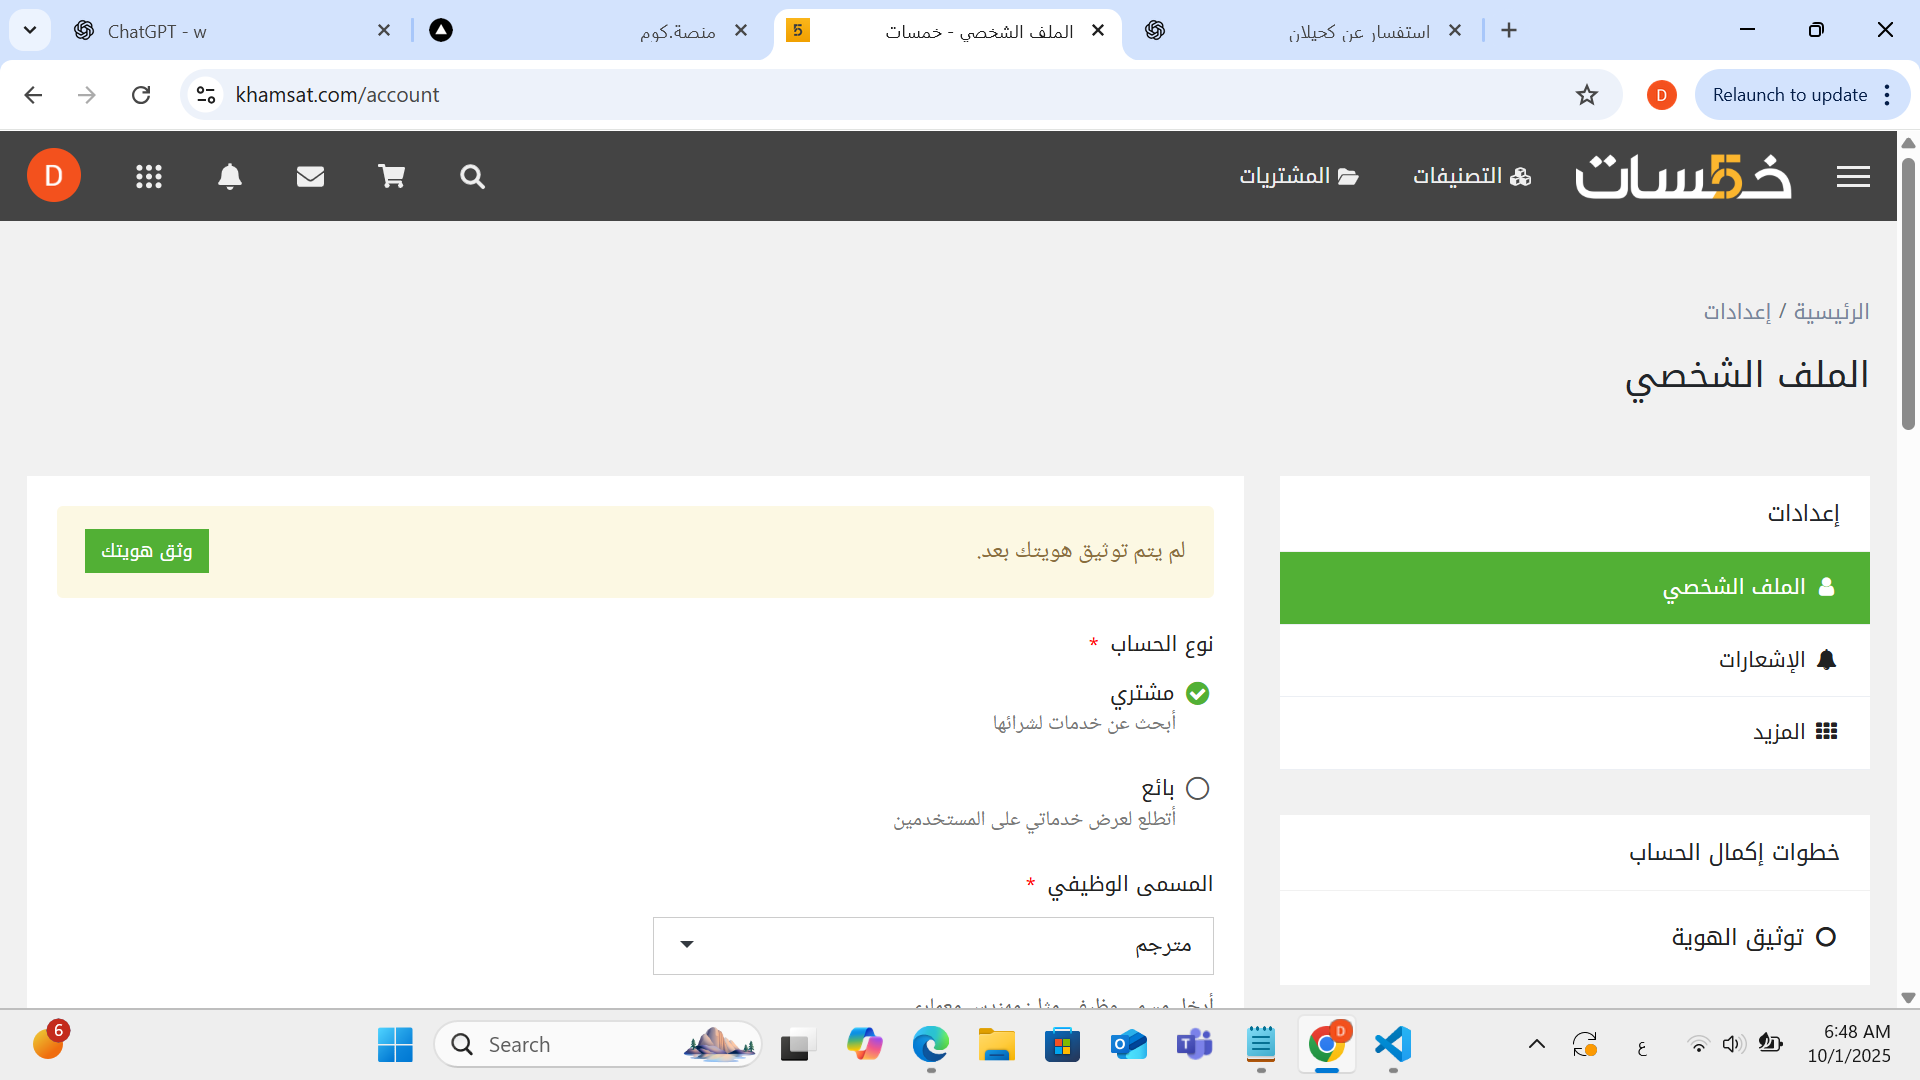 ChatGPT - w
منصة.كوم
الملف الشخصي - خمسات
استفسار عن كحيلان
khamsat.com/account
D
Relaunch to update
خمسات
التصنيفات
المشتريات
D
الرئيسية / إعدادات
الملف الشخصي
إعدادات
الملف الشخصي
الإشعارات
المزيد
خطوات إكمال الحساب
توثيق الهوية
لم يتم توثيق هويتك بعد.
وثق هويتك
نوع الحساب *
مشتري
أبحث عن خدمات لشرائها
بائع
أتطلع لعرض خدماتي على المستخدمين
المسمى الوظيفي *
مترجم
6
Search
ع
6:48 AM
10/1/2025